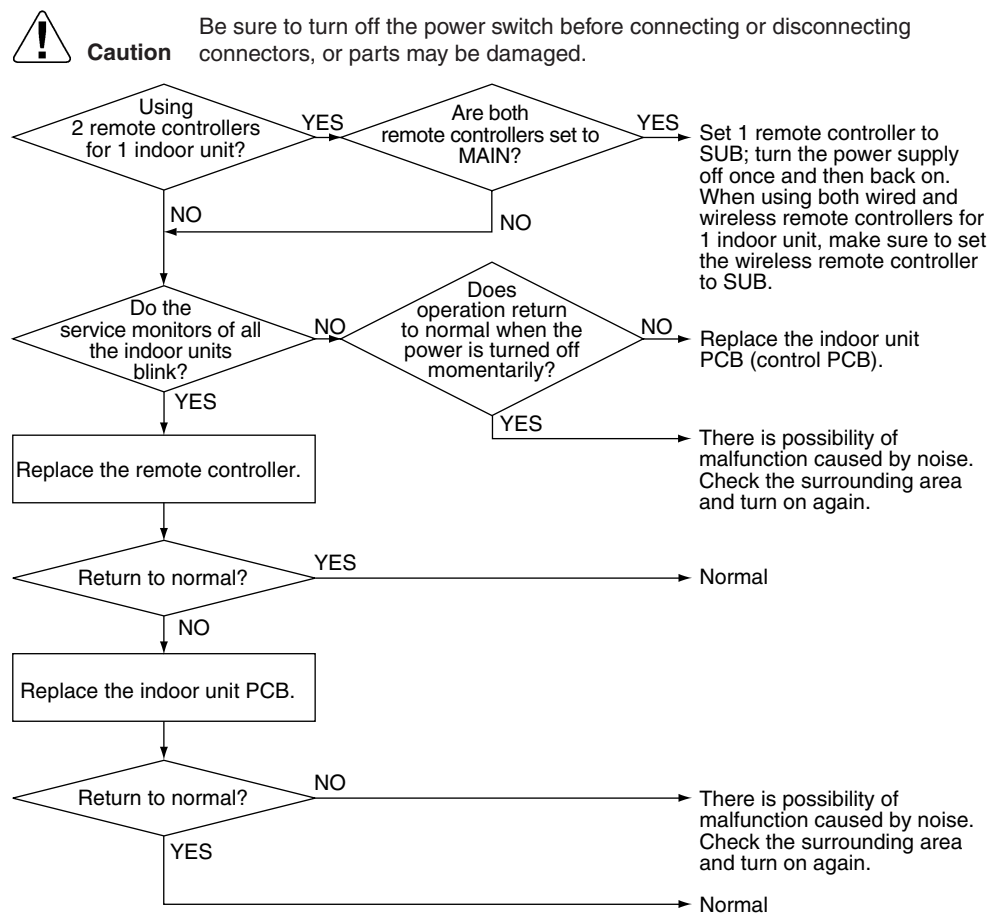 Be sure to turn off the power switch before connecting or disconnecting
Caution connectors, or parts may be damaged.
Using
2 remote controllers
for 1 indoor unit?
YES
Are both
remote controllers set to
MAIN?
YES
Set 1 remote controller to
SUB; turn the power supply
off once and then back on.
When using both wired and
wireless remote controllers for
1 indoor unit, make sure to set
the wireless remote controller
to SUB.
NO
NO
Do the
service monitors of all
the indoor units
blink?
NO
Does
operation return
to normal when the
power is turned off
momentarily?
NO
Replace the indoor unit
PCB (control PCB).
YES
YES
There is possibility of
malfunction caused by noise.
Check the surrounding area
and turn on again.
Replace the remote controller.
Return to normal?
YES
Normal
NO
Replace the indoor unit PCB.
Return to normal?
NO
There is possibility of
malfunction caused by noise.
Check the surrounding area
and turn on again.
YES
Normal